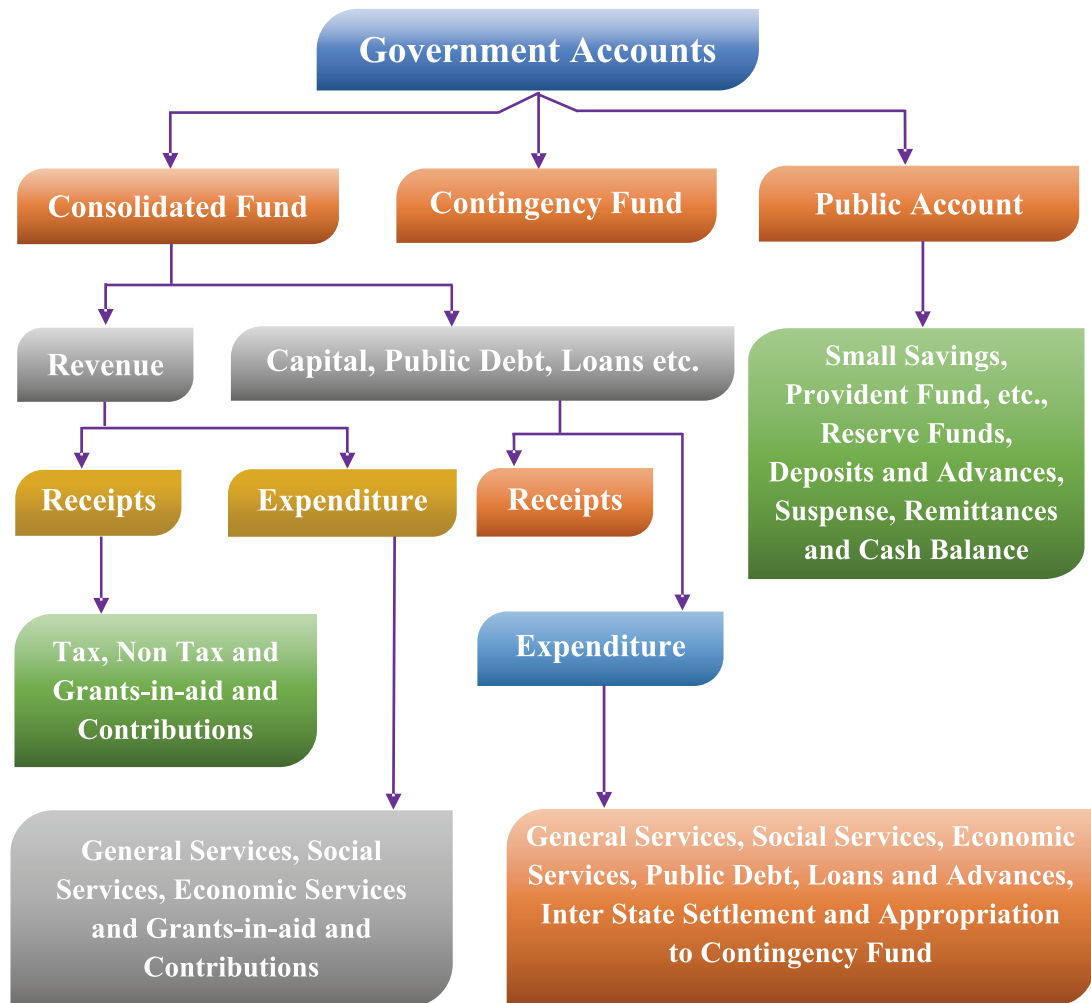 Government Accounts
Consolidated Fund
Contingency Fund
Public Account
Revenue
Capital, Public Debt, Loans etc.
Small Savings,
Provident Fund, etc.,
Reserve Funds,
Deposits and Advances,
Suspense, Remittances
and Cash Balance
Receipts
Expenditure
Receipts
Expenditure
Tax, Non Tax and
Grants-in-aid and
Contributions
General Services, Social
Services, Economic Services
and Grants-in-aid and
Contributions
General Services, Social Services, Economic
Services, Public Debt, Loans and Advances,
Inter State Settlement and Appropriation
to Contingency Fund